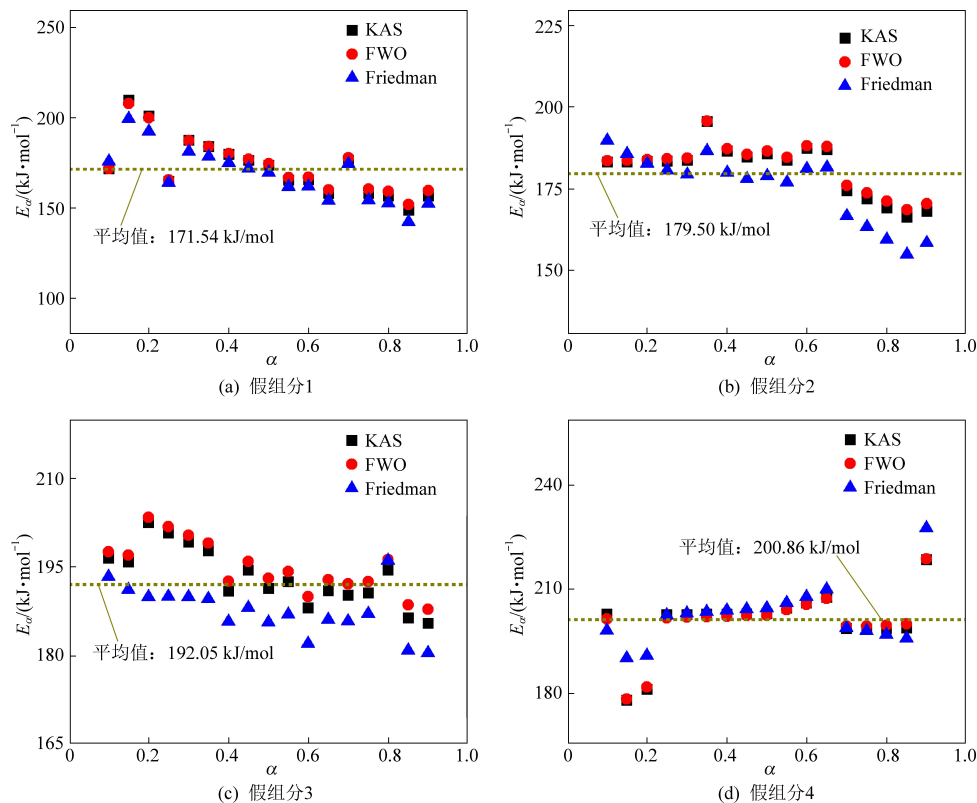 250
200
150
100
0
0.2
0.4
0.6
0.8
1.0
Eα/(kJ•mol⁻¹)
KAS
FWO
Friedman
平均值：171.54 kJ/mol
α
(a) 假组分1
225
200
175
150
0
0.2
0.4
0.6
0.8
1.0
Eα/(kJ•mol⁻¹)
KAS
FWO
Friedman
平均值：179.50 kJ/mol
α
(b) 假组分2
210
195
180
165
0
0.2
0.4
0.6
0.8
1.0
Eα/(kJ•mol⁻¹)
KAS
FWO
Friedman
平均值：192.05 kJ/mol
α
(c) 假组分3
240
210
180
0
0.2
0.4
0.6
0.8
1.0
Eα/(kJ•mol⁻¹)
KAS
FWO
Friedman
平均值：200.86 kJ/mol
α
(d) 假组分4